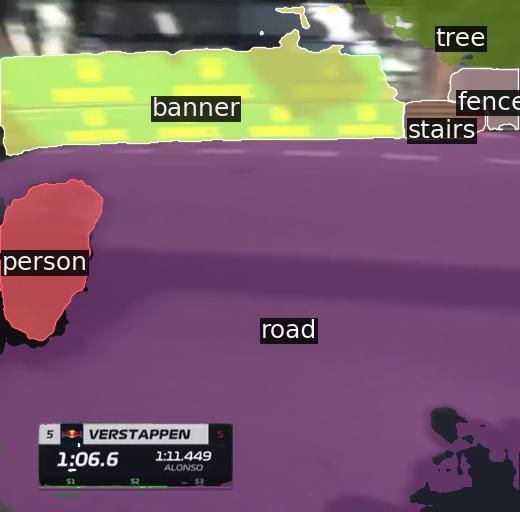 tree
fence
banner
stairs
person
road
5 VERSTAPPEN 5
1:06.6 1:11.449
ALONSO
S1 S2 S3